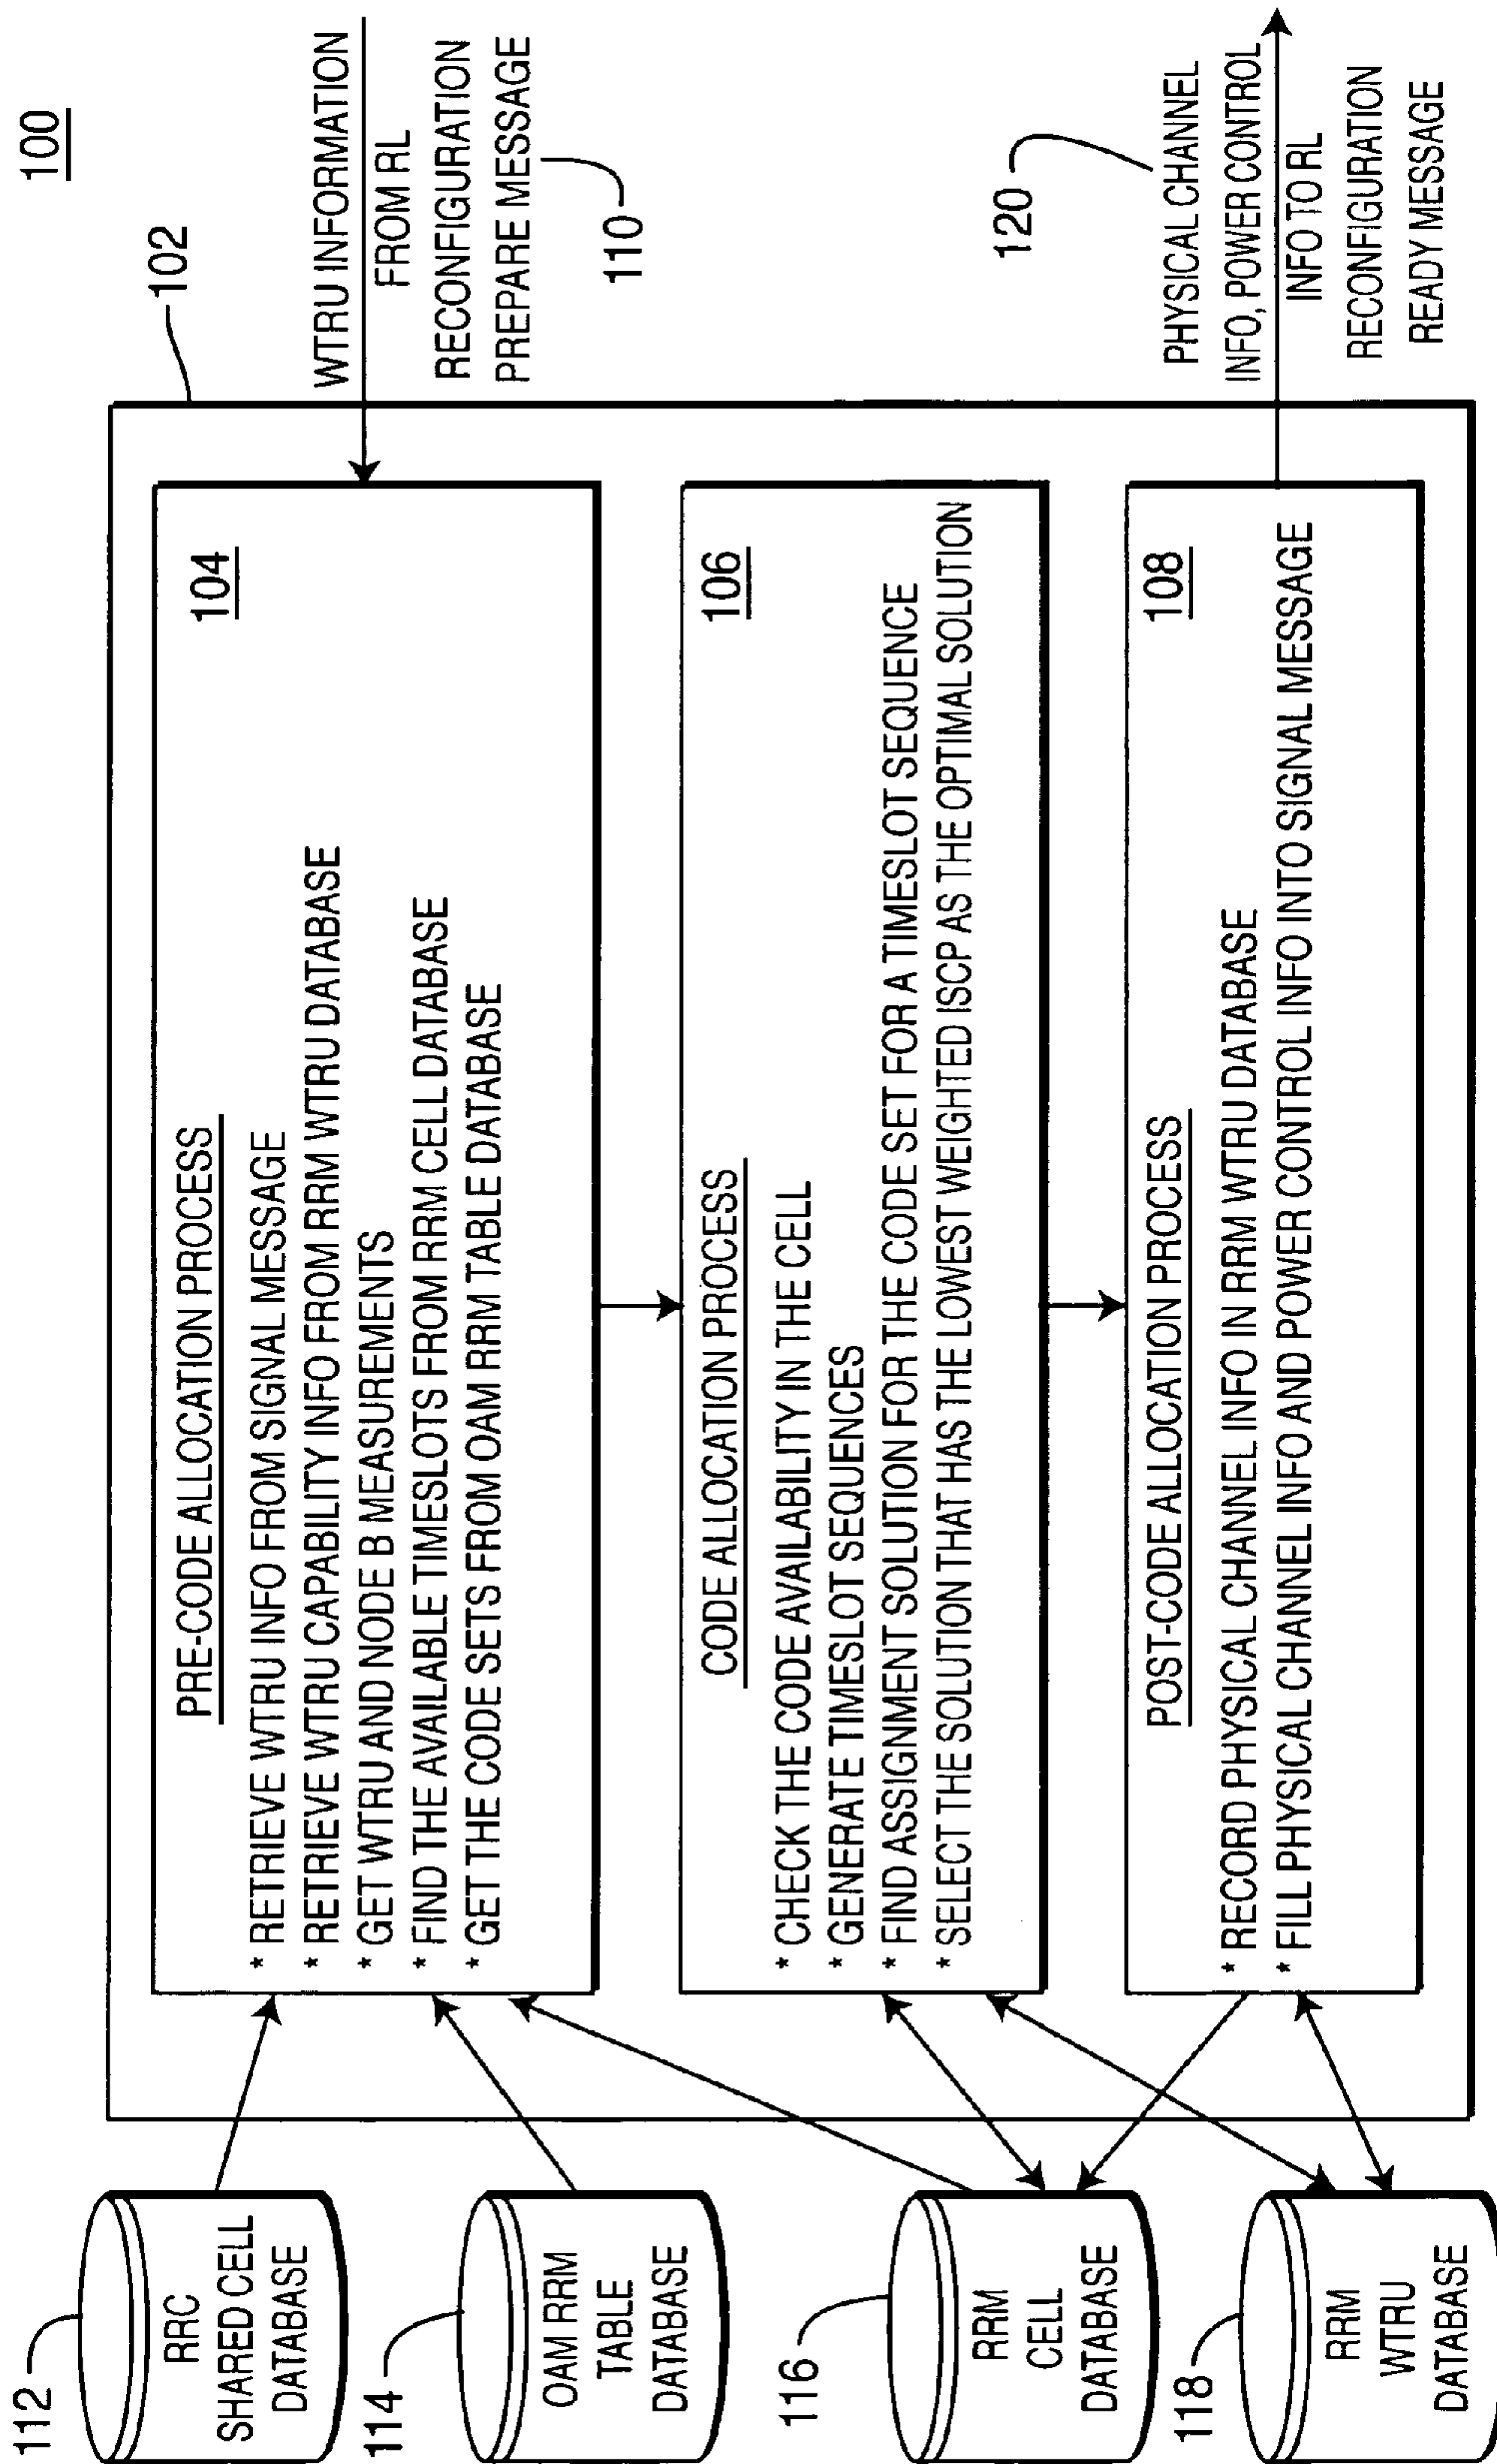 100
102
WTRU INFORMATION
FROM RL
RECONFIGURATION
PREPARE MESSAGE
110
104
PRE-CODE ALLOCATION PROCESS
* RETRIEVE WTRU INFO FROM SIGNAL MESSAGE
* RETRIEVE WTRU CAPABILITY INFO FROM RRM WTRU DATABASE
* GET WTRU AND NODE B MEASUREMENTS
* FIND THE AVAILABLE TIMESLOTS FROM RRM CELL DATABASE
* GET THE CODE SETS FROM OAM RRM TABLE DATABASE
106
CODE ALLOCATION PROCESS
* CHECK THE CODE AVAILABILITY IN THE CELL
* GENERATE TIMESLOT SEQUENCES
* FIND ASSIGNMENT SOLUTION FOR THE CODE SET FOR A TIMESLOT SEQUENCE
* SELECT THE SOLUTION THAT HAS THE LOWEST WEIGHTED ISCP AS THE OPTIMAL SOLUTION
108
POST-CODE ALLOCATION PROCESS
* RECORD PHYSICAL CHANNEL INFO IN RRM WTRU DATABASE
* FILL PHYSICAL CHANNEL INFO AND POWER CONTROL INFO INTO SIGNAL MESSAGE
120
PHYSICAL CHANNEL
INFO, POWER CONTROL
INFO TO RL
RECONFIGURATION
READY MESSAGE
112
RRC
SHARED CELL
DATABASE
114
OAM RRM
TABLE
DATABASE
116
RRM
CELL
DATABASE
118
RRM
WTRU
DATABASE